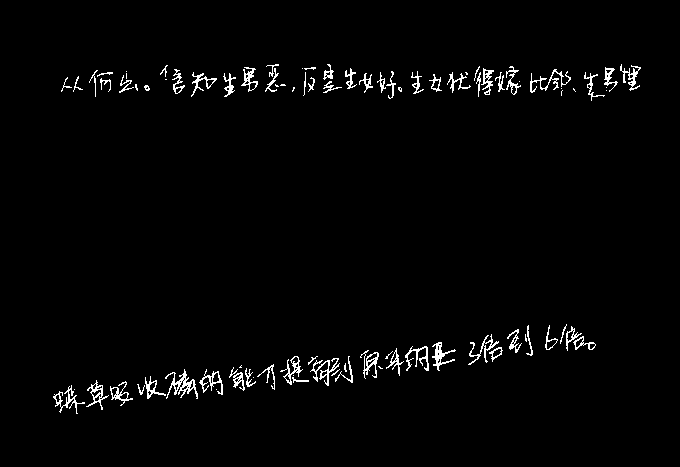 从何出。信知生男恶,反是生女好。生女犹得嫁比邻、生男埋
蝶草吸收磷的能力提高到原来的 3倍到6倍。